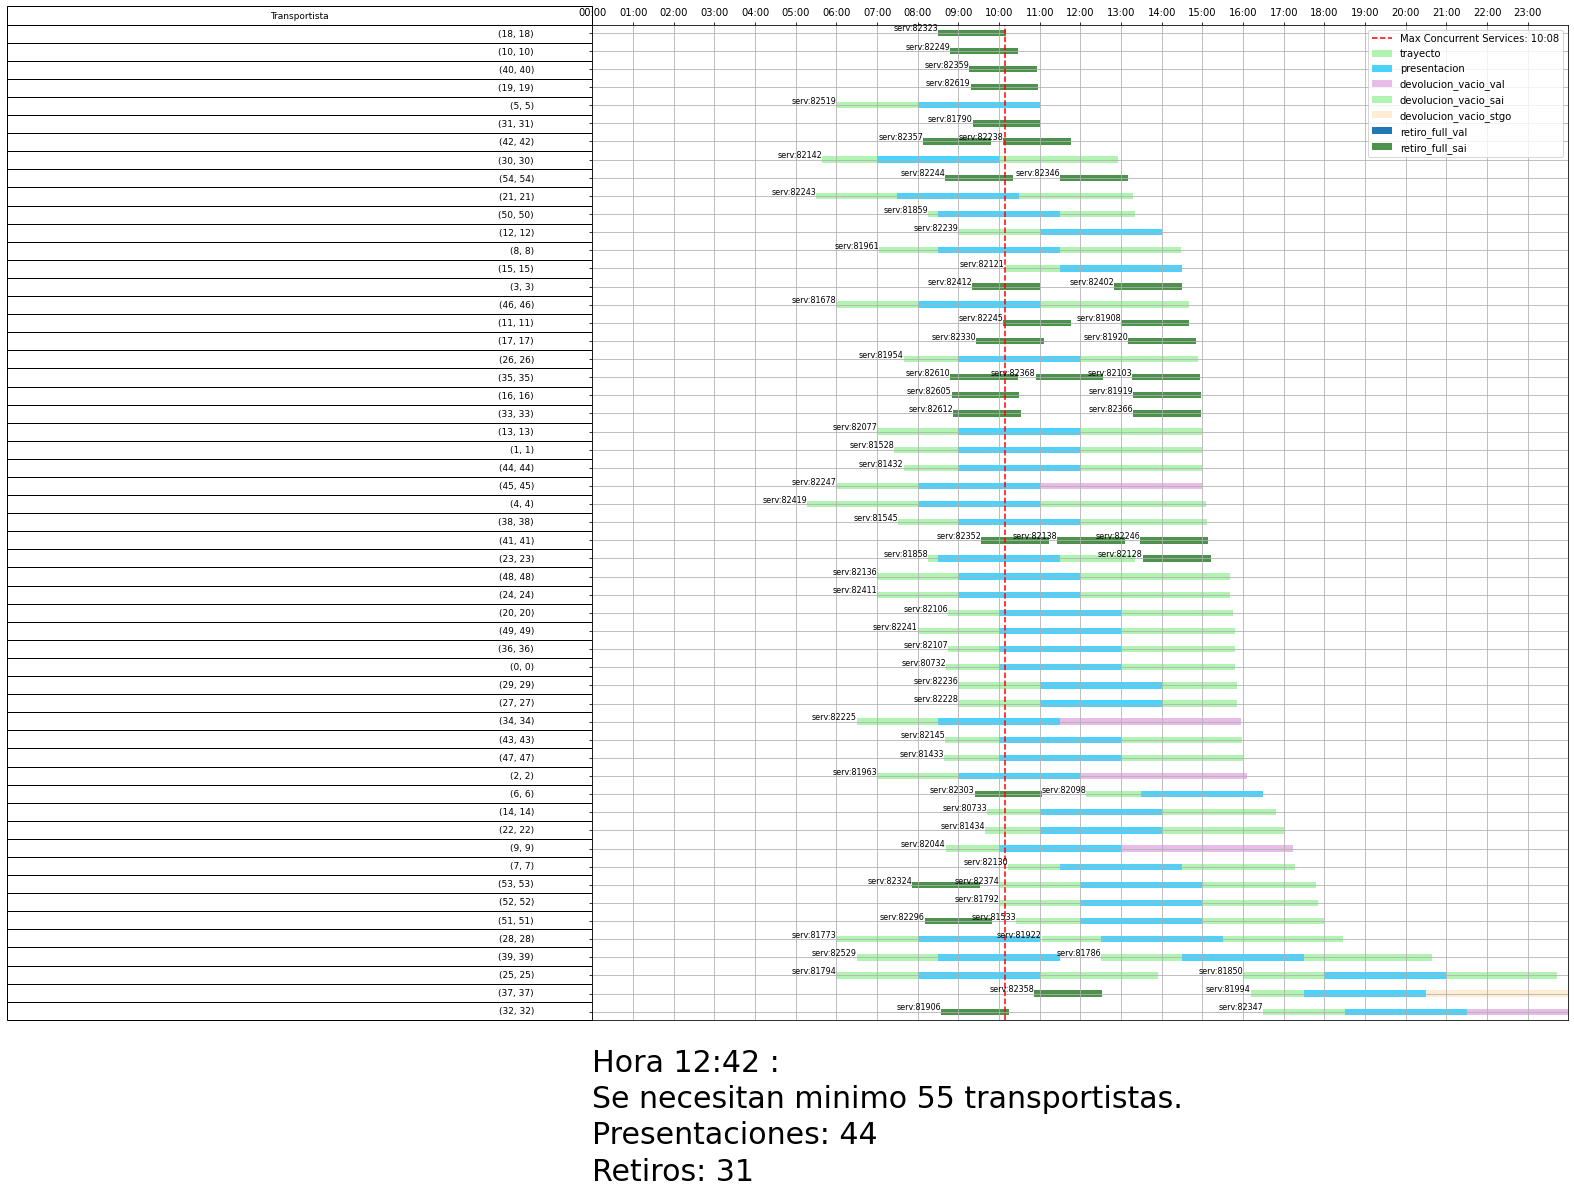 Transportista 00:00 01:00 02:00 03:00 04:00 05:00 06:00 07:00 08:00 09:00 10:00 11:00 12:00 13:00 14:00 15:00 16:00 17:00 18:00 19:00 20:00 21:00 22:00 23:00
(18, 18) serv:82323
(10, 10) serv:82249
(40, 40) serv:82359
(19, 19) serv:82619
(5, 5) serv:82519
(31, 31) serv:81790
(42, 42) serv:82357 serv:82238
(30, 30) serv:82142
(54, 54) serv:82244 serv:82346
(21, 21) serv:82243
(50, 50) serv:81859
(12, 12) serv:82239
(8, 8) serv:81961
(15, 15) serv:82121
(3, 3) serv:82412 serv:82402
(46, 46) serv:81678
(11, 11) serv:82245 serv:81908
(17, 17) serv:82330 serv:81920
(26, 26) serv:81954
(35, 35) serv:82610 serv:82368 serv:82103
(16, 16) serv:82605 serv:81919
(33, 33) serv:82612 serv:82366
(13, 13) serv:82077
(1, 1) serv:81528
(44, 44) serv:81432
(45, 45) serv:82247
(4, 4) serv:82419
(38, 38) serv:81545
(41, 41) serv:82352 serv:82138 serv:82246
(23, 23) serv:81858 serv:82128
(48, 48) serv:82136
(24, 24) serv:82411
(20, 20) serv:82106
(49, 49) serv:82241
(36, 36) serv:82107
(0, 0) serv:80732
(29, 29) serv:82236
(27, 27) serv:82228
(34, 34) serv:82225
(43, 43) serv:82145
(47, 47) serv:81433
(2, 2) serv:81963
(6, 6) serv:82303 serv:82098
(14, 14) serv:80733
(22, 22) serv:81434
(9, 9) serv:82044
(7, 7) serv:82130
(53, 53) serv:82324 serv:82374
(52, 52) serv:81792
(51, 51) serv:82296 serv:81533
(28, 28) serv:81773 serv:81922
(39, 39) serv:82529 serv:81786
(25, 25) serv:81794 serv:81850
(37, 37) serv:82358 serv:81994
(32, 32) serv:81906 serv:82347
Max Concurrent Services: 10:08
trayecto
presentacion
devolucion_vacio_val
devolucion_vacio_sai
devolucion_vacio_stgo
retiro_full_val
retiro_full_sai
Hora 12:42 :
Se necesitan minimo 55 transportistas.
Presentaciones: 44
Retiros: 31